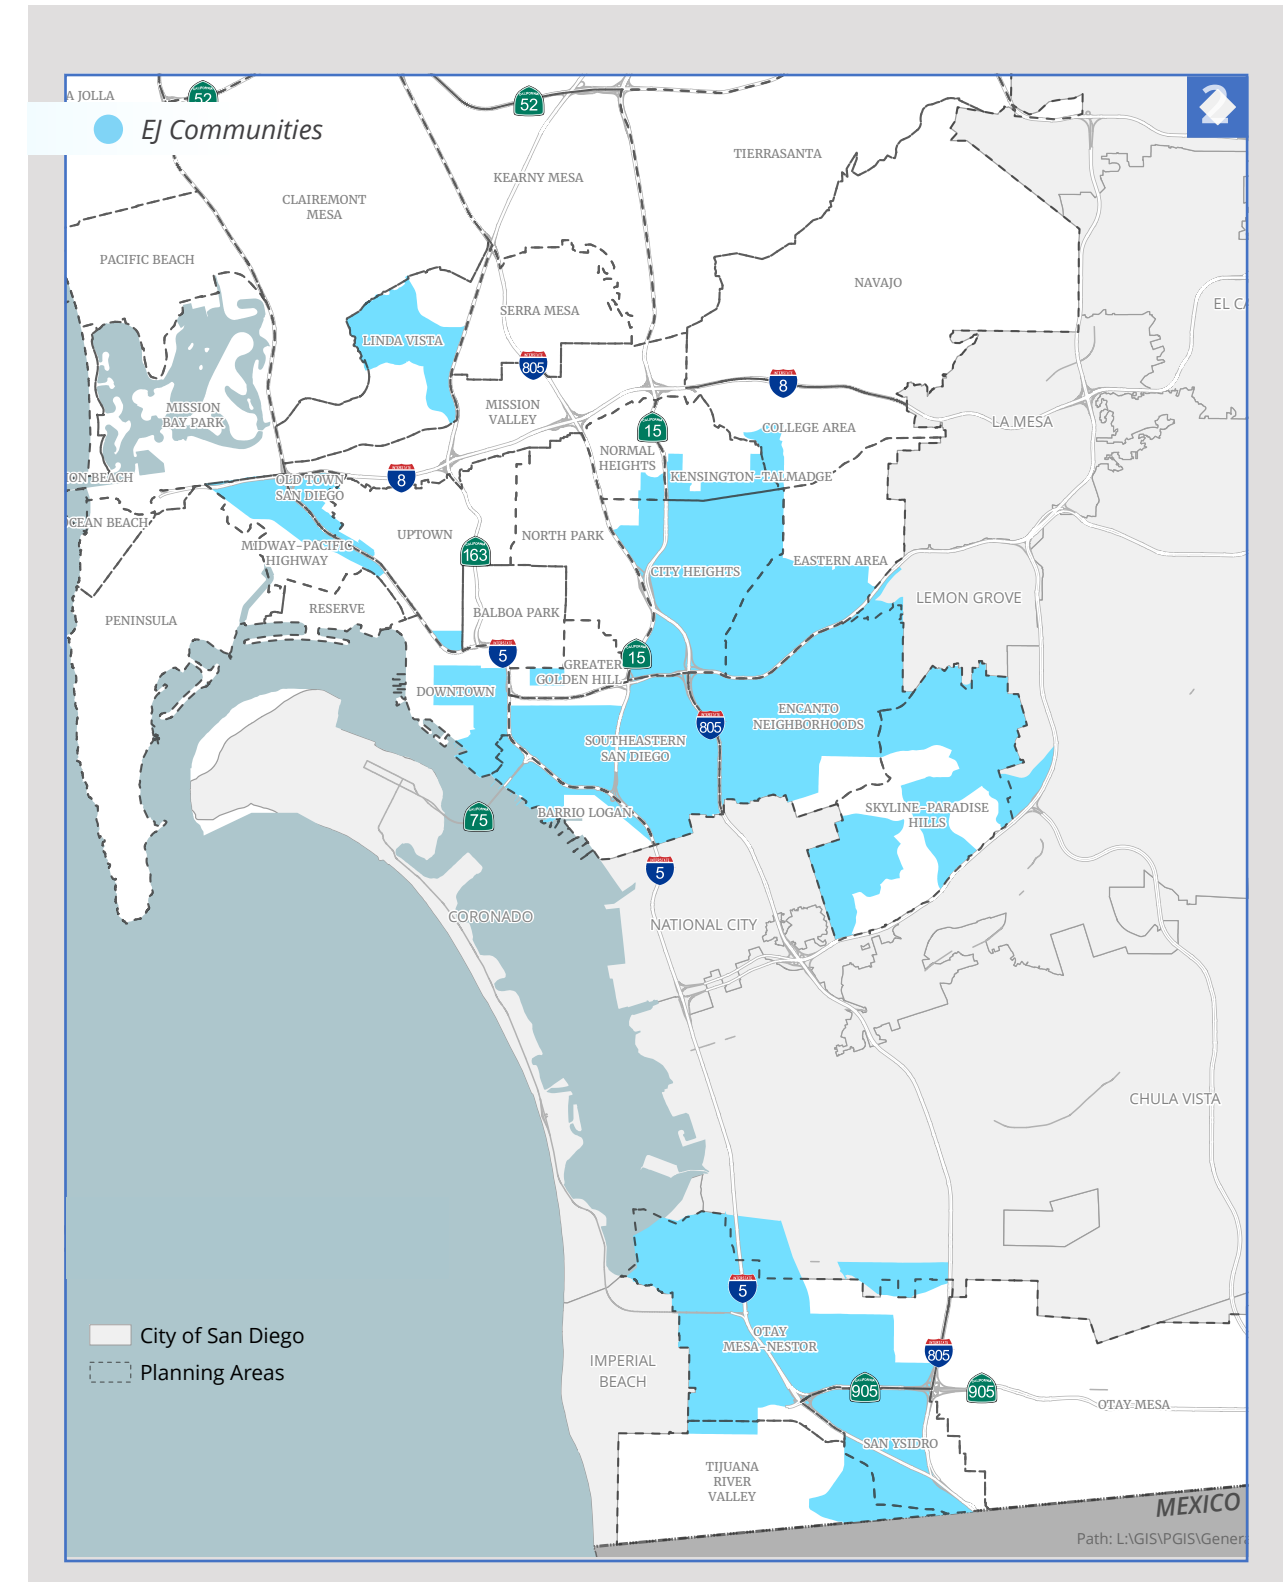 A JOLLA
52
52
2
EJ Communities
TIERRASANTA
KEARNY MESA
CLAIREMONT
MESA
PACIFIC BEACH
NAVAJO
EL CA
SERRA MESA
LINDA VISTA
805
8
MISSION
BAY PARK
MISSION
VALLEY
15
COLLEGE AREA
LA MESA
NORMAL
HEIGHTS
ION BEACH
OLD TOWN
SAN DIEGO
8
KENSINGTON-TALMADGE
CEAN BEACH
UPTOWN
NORTH PARK
MIDWAY-PACIFIC
HIGHWAY
163
CITY HEIGHTS
EASTERN AREA
LEMON GROVE
RESERVE
BALBOA PARK
PENINSULA
5
15
GREATER
GOLDEN HILL
DOWNTOWN
ENCANTO
NEIGHBORHOODS
805
SOUTHEASTERN
SAN DIEGO
75
BARRIO LOGAN
SKYLINE-PARADISE
HILLS
5
CORONADO
NATIONAL CITY
CHULA VISTA
5
City of San Diego
Planning Areas
OTAY
MESA-NESTOR
805
IMPERIAL
BEACH
905
905
OTAY MESA
SAN YSIDRO
TIJUANA
RIVER
VALLEY
MEXICO
Path: L:\GIS\PGIS\Genera